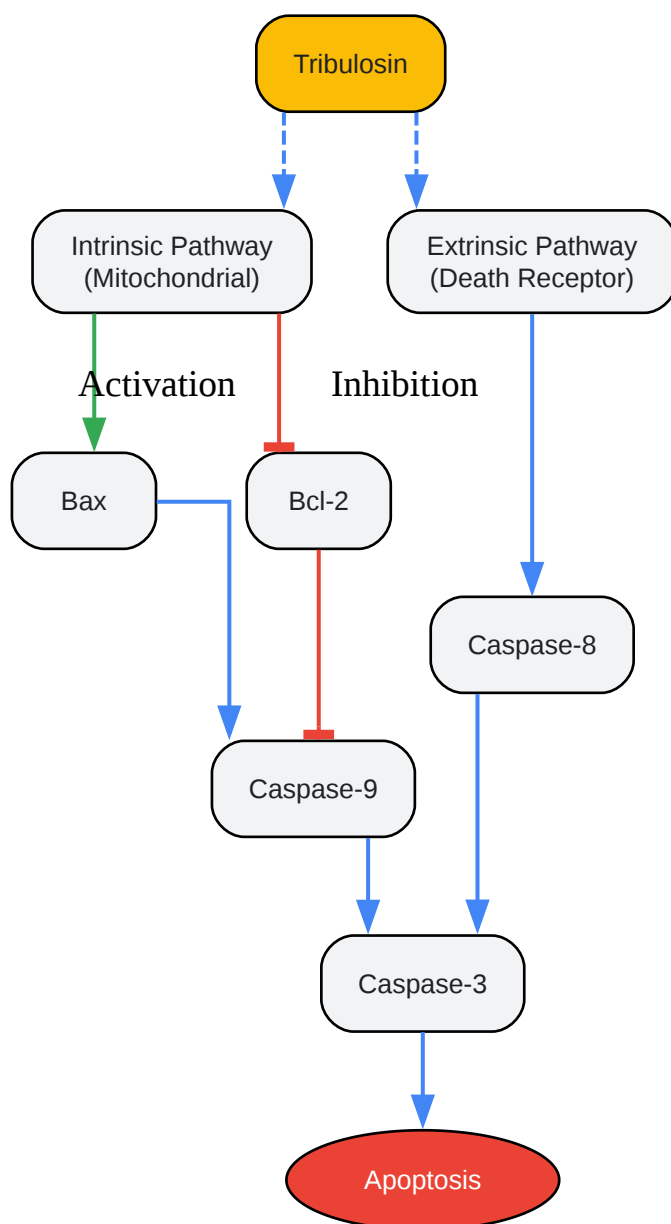 Tribulosin
Intrinsic Pathway
(Mitochondrial)
Extrinsic Pathway
(Death Receptor)
Activation
Inhibition
Bax
Bcl-2
Caspase-8
Caspase-9
Caspase-3
Apoptosis